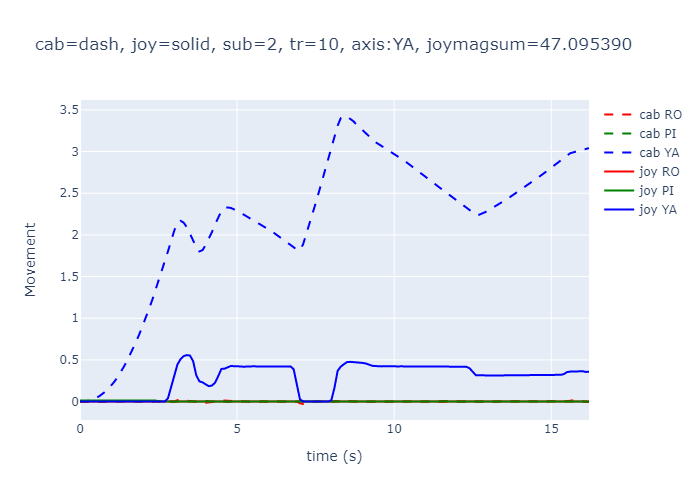 cab=dash, joy=solid, sub=2, tr=10, axis:YA, joymagsum=47.095390
3.5
3
2.5
2
1.5
1
0.5
0
Movement
0
5
10
15
time (s)
cab RO
cab PI
cab YA
joy RO
joy PI
joy YA